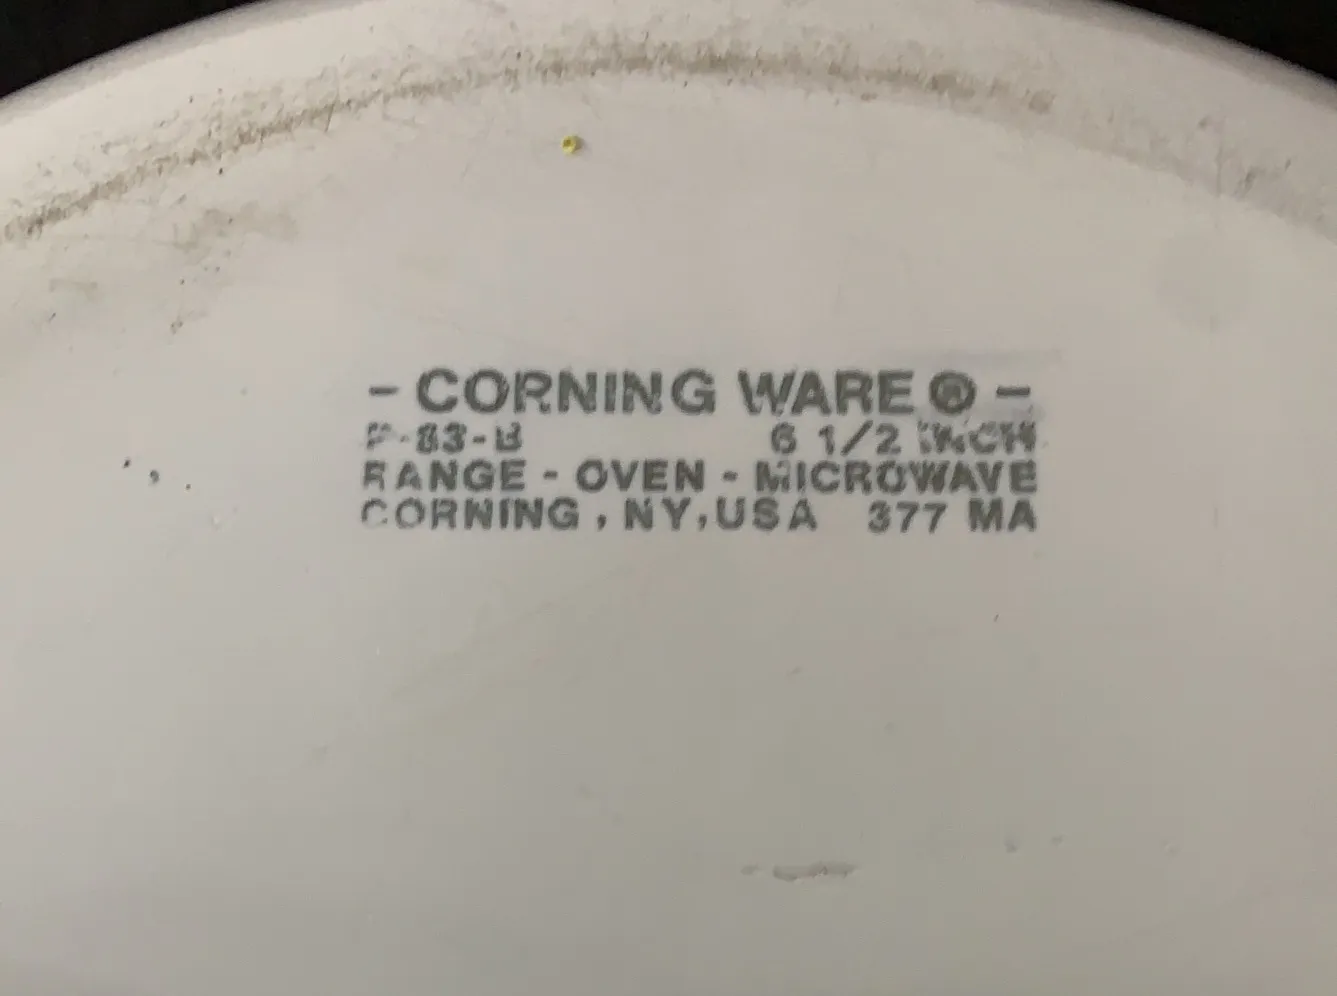 - CORNING WARE ® -
P-83-B 6 1/2 INCH
RANGE - OVEN - MICROWAVE
CORNING, NY, USA 377 MA